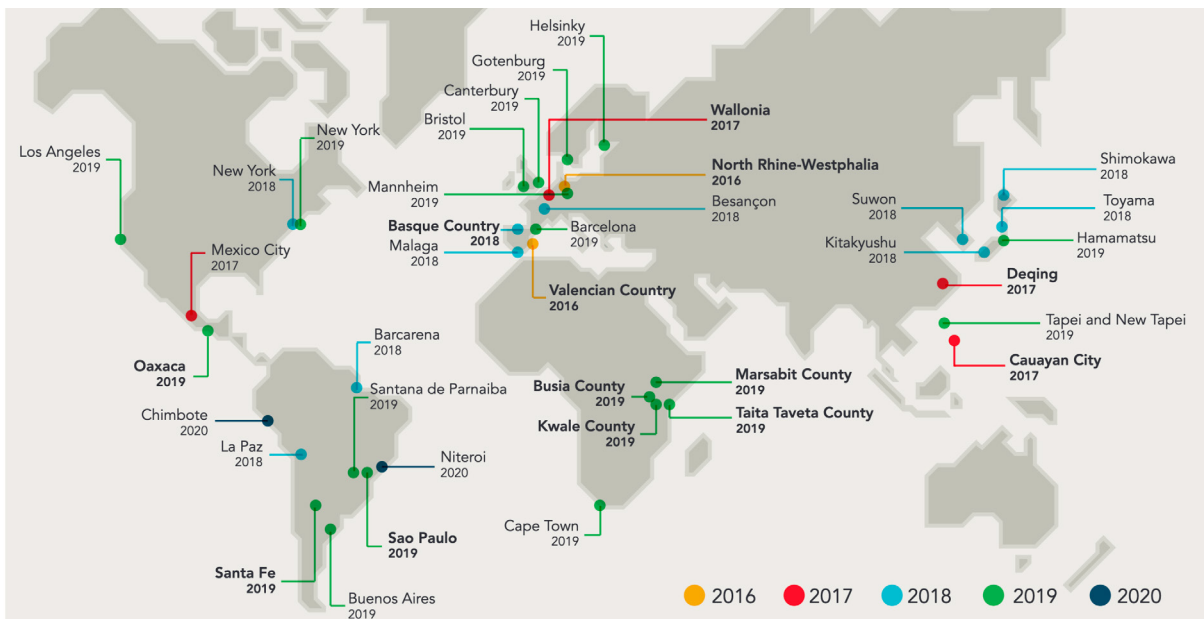 Helsinky
2019
Gotenburg
2019
Canterbury
2019
Bristol
2019
Wallonia
2017
New York
2019
Los Angeles
2019
New York
2018
Mannheim
2019
North Rhine-Westphalia
2016
Besançon
2018
Shimokawa
2018
Suwon
2018
Toyama
2018
Basque Country
2018
Barcelona
2019
Malaga
2018
Kitakyushu
2018
Hamamatsu
2019
Mexico City
2017
Valencian Country
2016
Deqing
2017
Tapei and New Tapei
2019
Barcarena
2018
Oaxaca
2019
Cauayan City
2017
Santana de Parnaiba
2019
Busia County
2019
Marsabit County
2019
Chimbote
2020
Kwale County
2019
Taita Taveta County
2019
La Paz
2018
Niteroi
2020
Cape Town
2019
Sao Paulo
2019
Santa Fe
2019
Buenos Aires
2019
2016
2017
2018
2019
2020